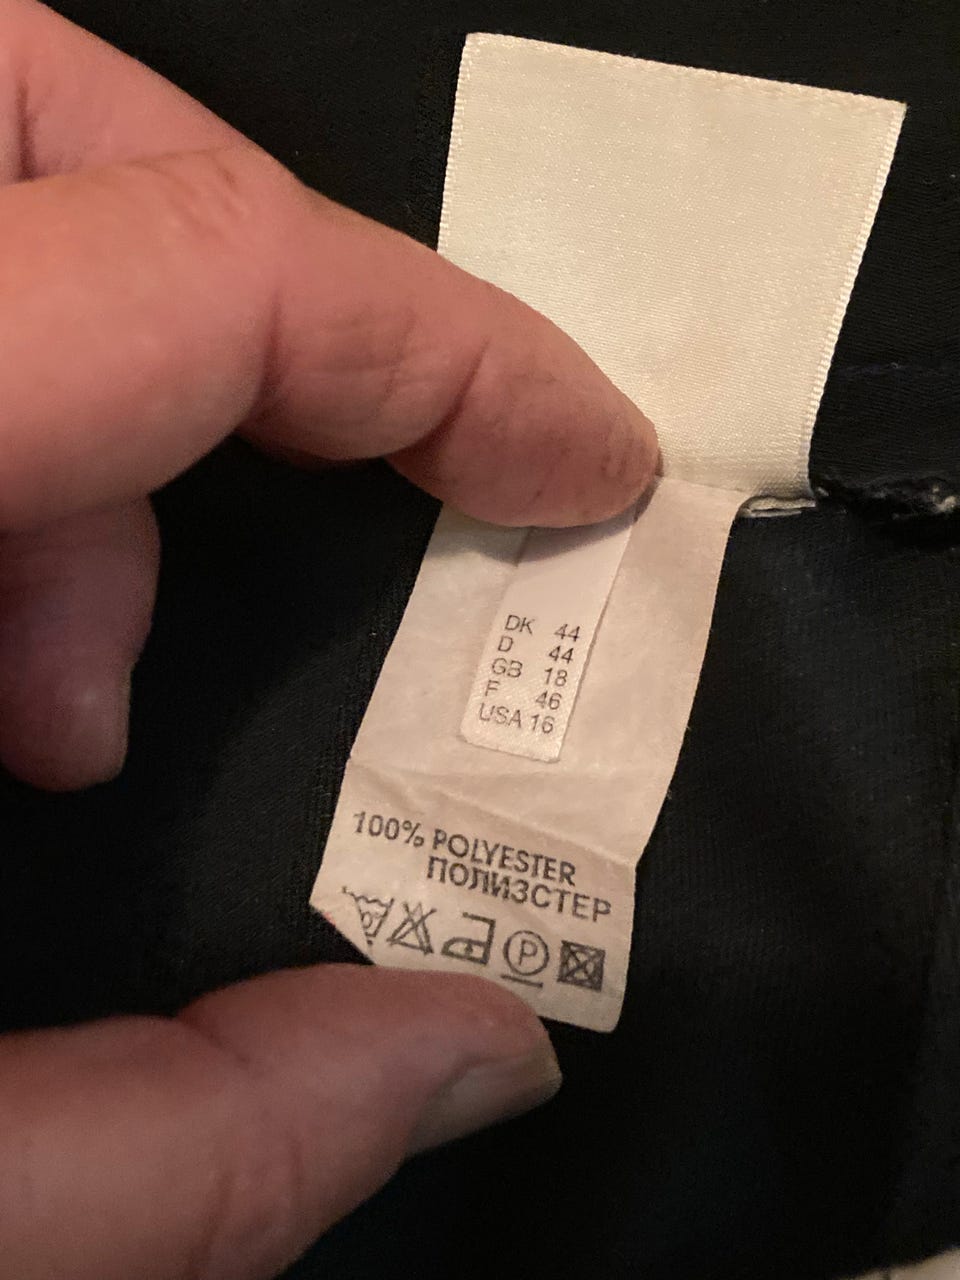 DK 44
D 44
GB 18
F 46
USA 16
100% POLYESTER
ПОЛИЗСТЕР
P